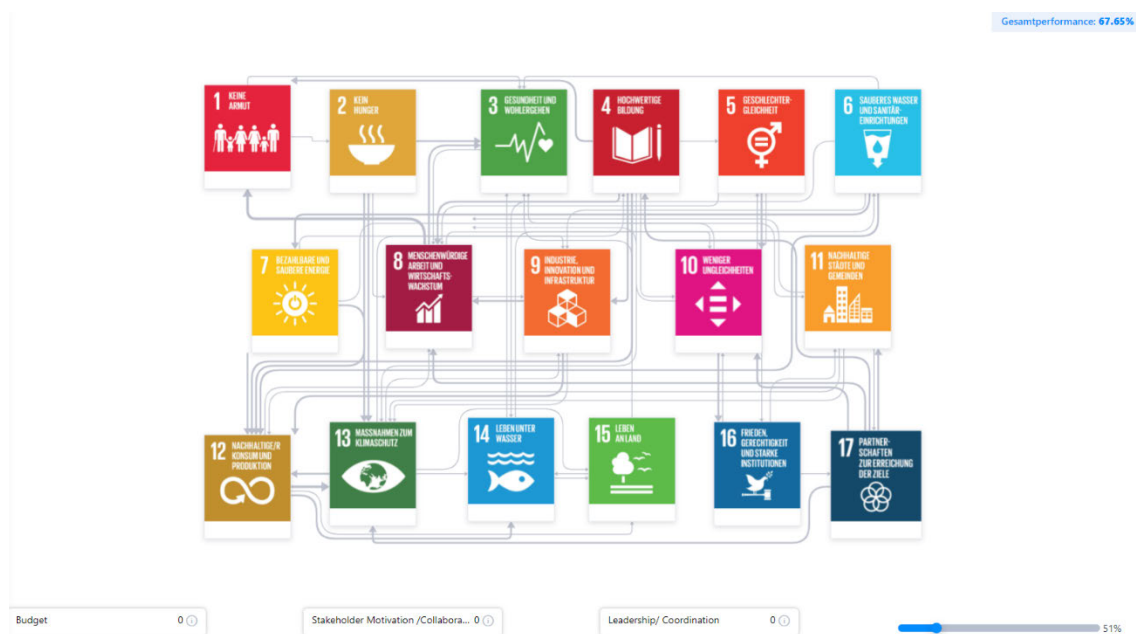 Gesamtperformance: 67.65%
1 KEINE
ARMUT
2 KEIN
HUNGER
3 GESUNDHEIT UND
WOHLERGEHEN
4 HOCHWERTIGE
BILDUNG
5 GESCHLECHTER-
GLEICHHEIT
6 SAUBERES WASSER
UND SANITÄR-
EINRICHTUNGEN
7 BEZAHLBARE UND
SAUBERE ENERGIE
8 MENSCHENWÜRDIGE
ARBEIT UND
WIRTSCHAFTS-
WACHSTUM
9 INDUSTRIE,
INNOVATION UND
INFRASTRUKTUR
10 WENIGER
UNGLEICHHEITEN
11 NACHHALTIGE
STÄDTE UND
GEMEINDEN
12 NACHHALTIGE/R
KONSUM UND
PRODUKTION
13 MASSNAHMEN ZUM
KLIMASCHUTZ
14 LEBEN UNTER
WASSER
15 LEBEN
AN LAND
16 FRIEDEN,
GERECHTIGKEIT
UND STARKE
INSTITUTIONEN
17 PARTNER-
SCHAFTEN
ZUR ERREICHUNG
DER ZIELE
Budget 0
Stakeholder Motivation /Collabora... 0
Leadership/ Coordination 0
51%